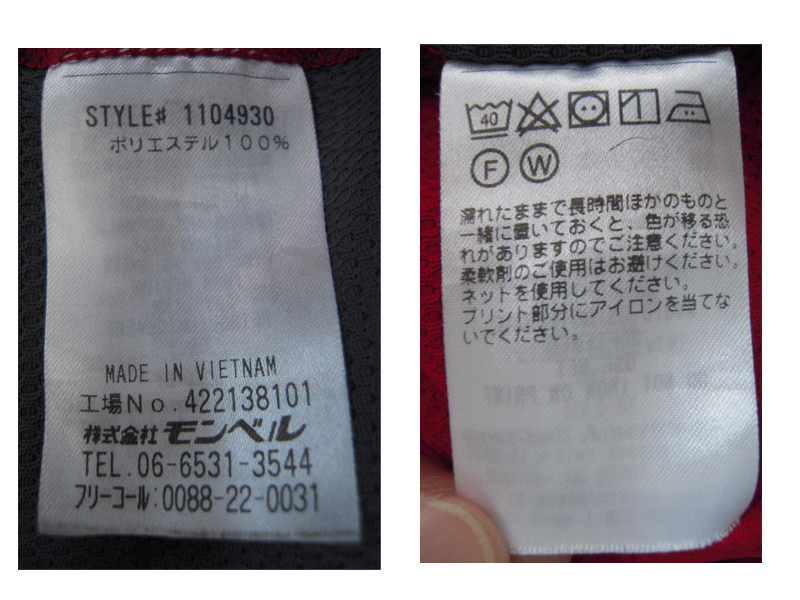 STYLE# 1104930
ポリエステル100%
MADE IN VIETNAM
工場No.422138101
株式会社モンベル
TEL.06-6531-3544
フリーコール:0088-22-0031
40
F W
濡れたままで長時間ほかのものと
一緒に置いておくと、色が移る恐
れがありますのでご注意ください。
柔軟剤のご使用はお避けください。
ネットを使用してください。
プリント部分にアイロンを当てな
いでください。